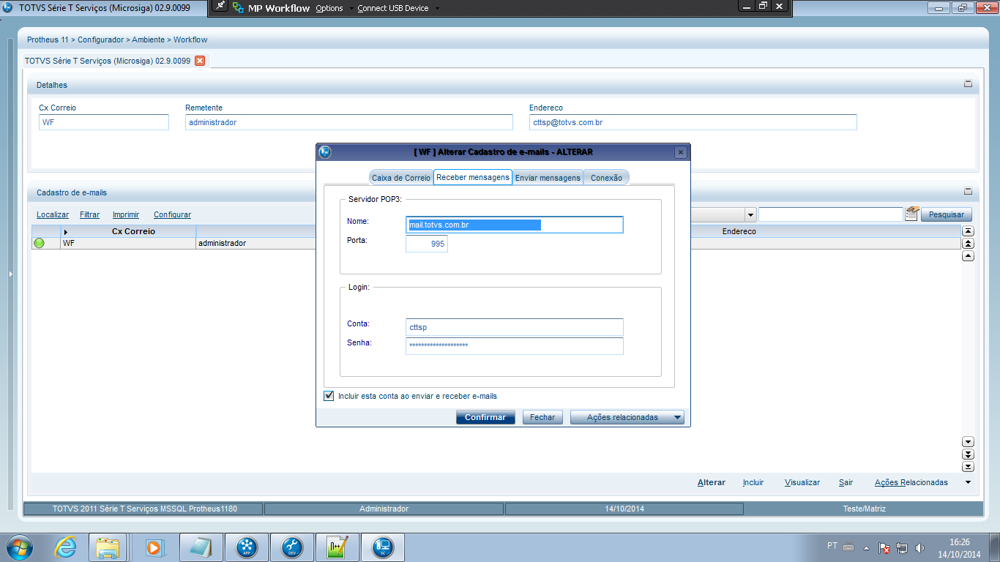 TOTVS Série T Serviços (Microsiga) 02.9.0099
MP Workflow Options Connect USB Device
Protheus 11 > Configurador > Ambiente > Workflow
TOTVS Série T Serviços (Microsiga) 02.9.0099
Detalhes
Cx Correio Remetente Endereco
WF administrador cttsp@totvs.com.br
[ WF ] Alterar Cadastro de e-mails - ALTERAR
Caixa de Correio Receber mensagens Enviar mensagens Conexão
Servidor POP3:
Nome: mail.totvs.com.br
Porta: 995
Login:
Conta: cttsp
Senha: ********************
Incluir esta conta ao enviar e receber e-mails
Confirmar Fechar Ações relacionadas
Cadastro de e-mails
Localizar Filtrar Imprimir Configurar Pesquisar
Cx Correio Endereco
WF administrador
Alterar Incluir Visualizar Sair Ações Relacionadas
TOTVS 2011 Série T Serviços MSSQL Protheus1180 Administrador 14/10/2014 Teste/Matriz
APP DEV n++ SC PT 16:26
14/10/2014